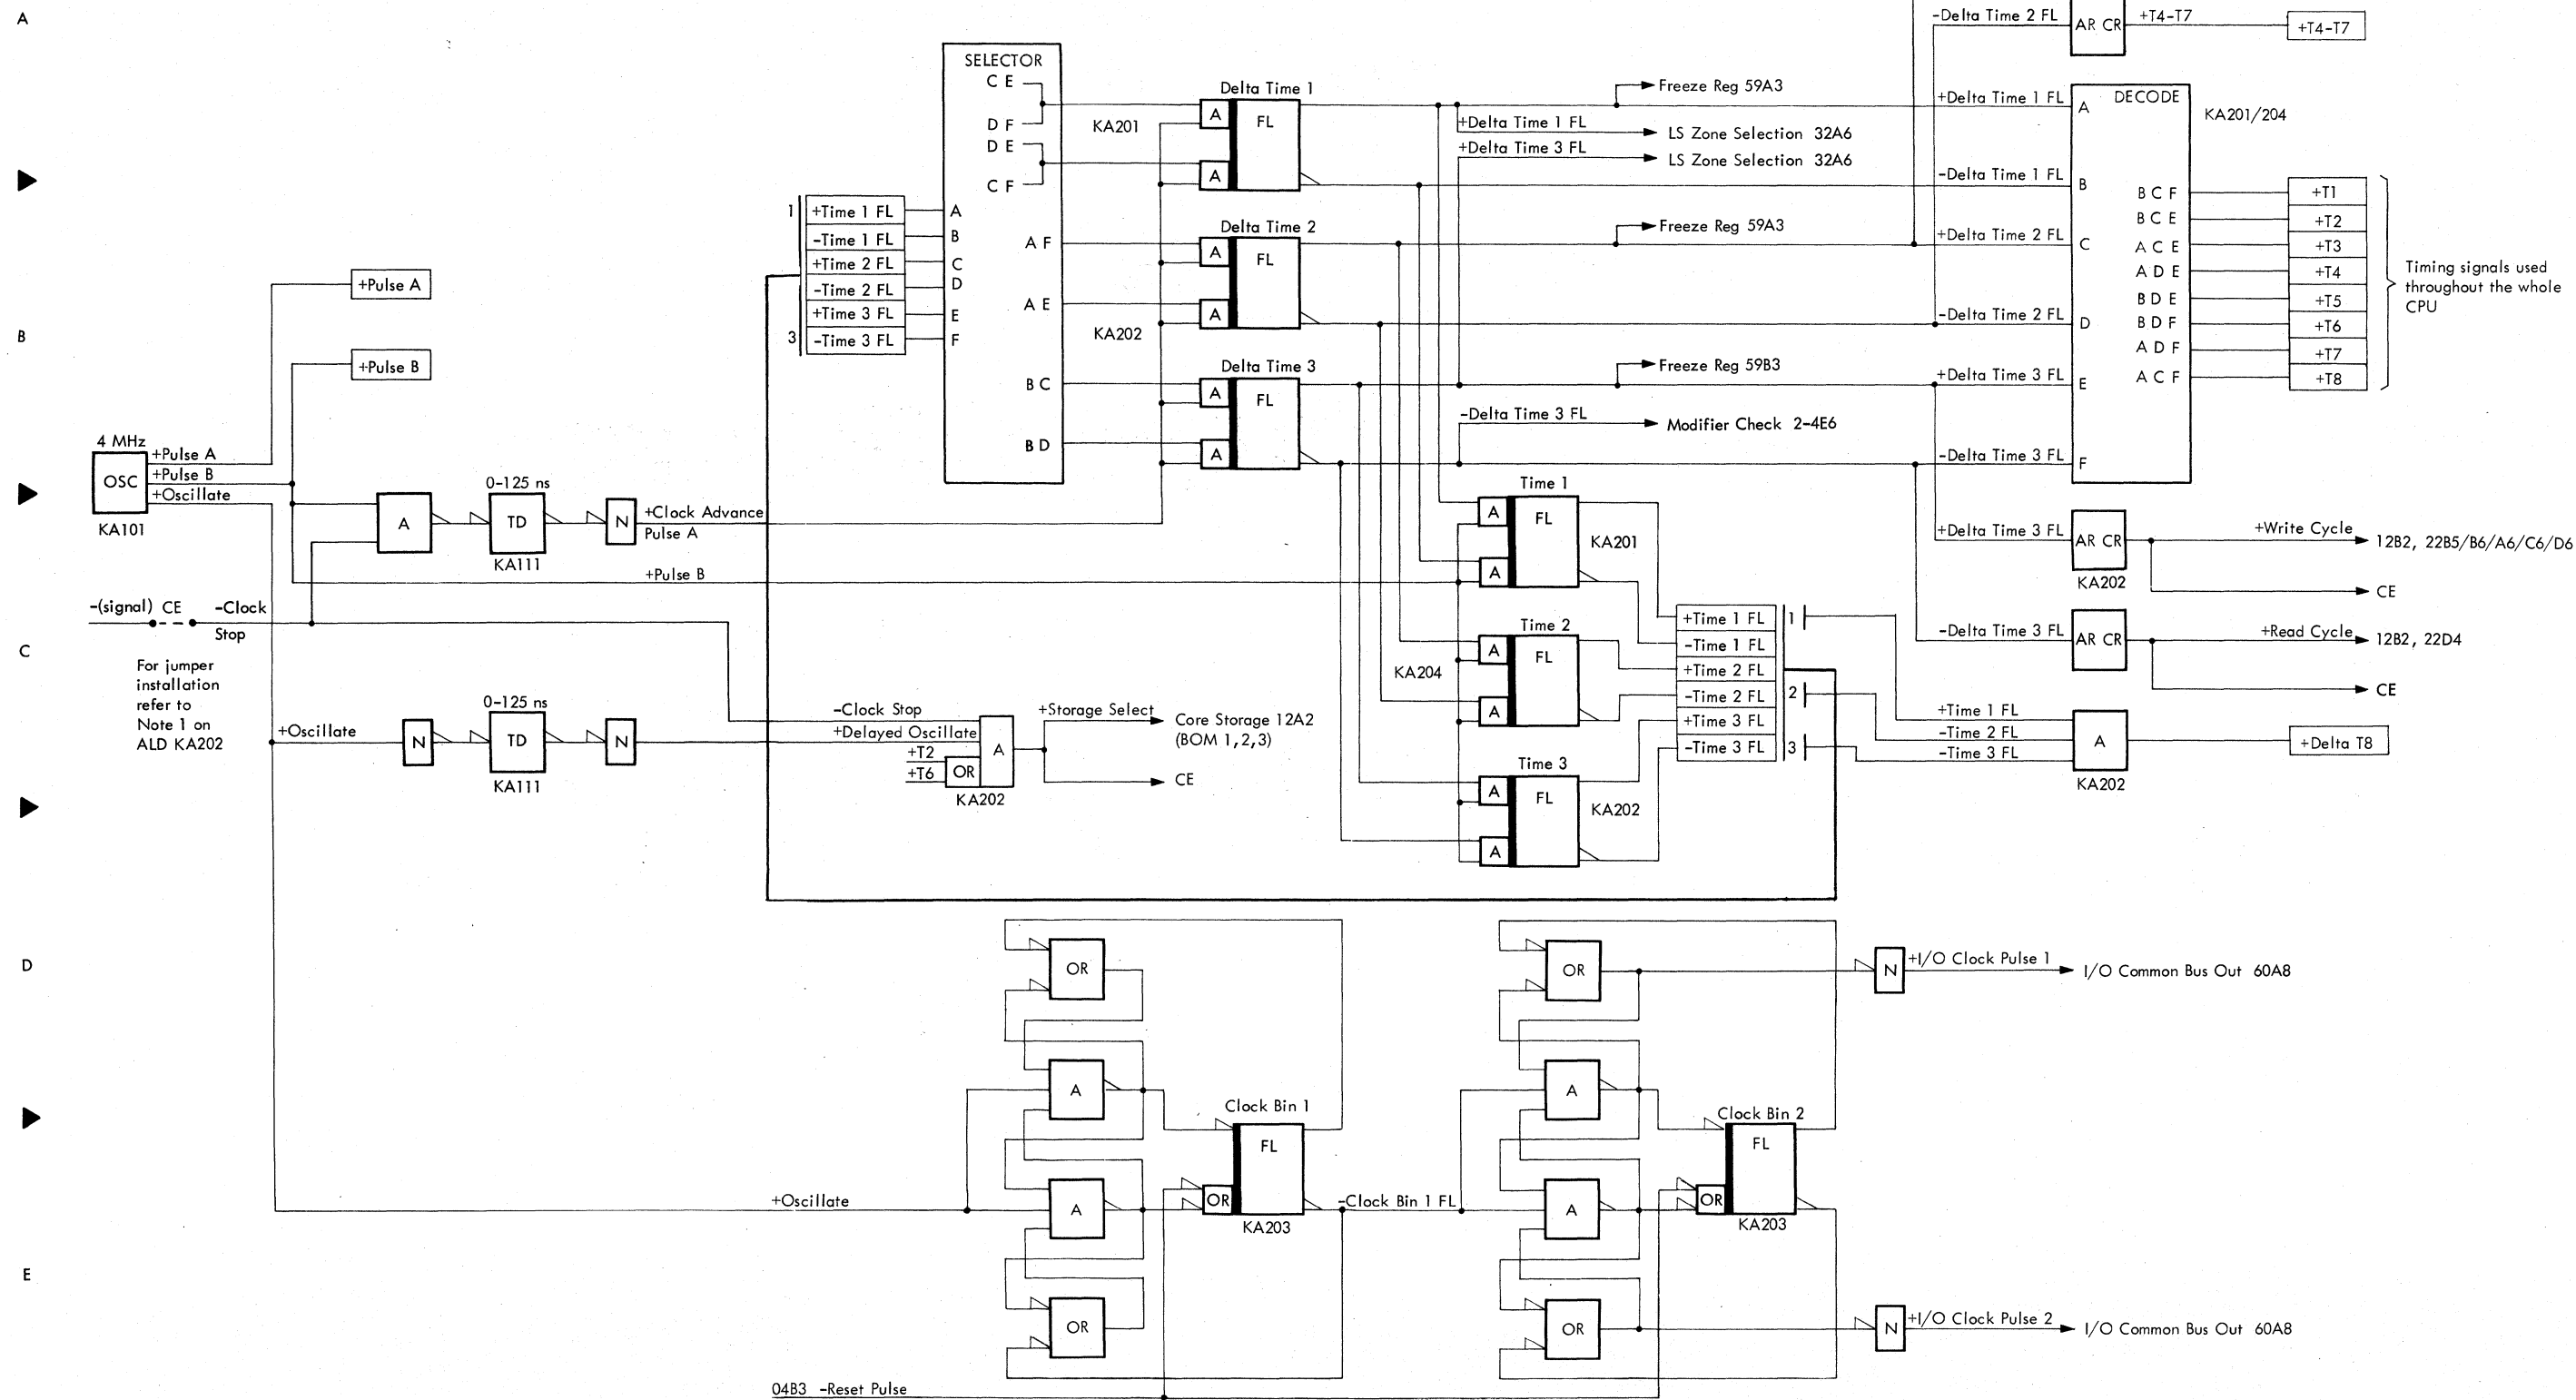 A
-Delta Time 2 FL
AR CR
+T4-T7
+T4-T7
SELECTOR
C E
D F
D E
C F
A F
A E
B C
B D
KA201
KA202
Delta Time 1
A
FL
A
Delta Time 2
A
FL
A
Delta Time 3
A
FL
A
Freeze Reg 59A3
+Delta Time 1 FL
LS Zone Selection 32A6
+Delta Time 3 FL
LS Zone Selection 32A6
Freeze Reg 59A3
Freeze Reg 59B3
-Delta Time 3 FL
Modifier Check 2-4E6
+Delta Time 1 FL
-Delta Time 1 FL
+Delta Time 2 FL
-Delta Time 2 FL
+Delta Time 3 FL
-Delta Time 3 FL
DECODE
A
B
C
D
E
F
B C F
B C E
A C E
A D E
B D E
B D F
A D F
A C F
KA201/204
+T1
+T2
+T3
+T4
+T5
+T6
+T7
+T8
Timing signals used
throughout the whole
CPU
1
3
+Time 1 FL
-Time 1 FL
+Time 2 FL
-Time 2 FL
+Time 3 FL
-Time 3 FL
A
B
C
D
E
F
+Pulse A
B
+Pulse B
4 MHz
OSC
KA101
+Pulse A
+Pulse B
+Oscillate
A
0-125 ns
TD
KA111
N
+Clock Advance
Pulse A
+Pulse B
-(signal) CE
-Clock
Stop
C
For jumper
installation
refer to
Note 1 on
ALD KA202
+Oscillate
N
0-125 ns
TD
KA111
N
-Clock Stop
+Delayed Oscillate
+T2
+T6
OR
A
KA202
+Storage Select
Core Storage 12A2
(BOM 1,2,3)
CE
Time 1
A
FL
A
KA201
Time 2
A
FL
A
KA204
Time 3
A
FL
A
KA202
+Time 1 FL
-Time 1 FL
+Time 2 FL
-Time 2 FL
+Time 3 FL
-Time 3 FL
1
2
3
+Delta Time 3 FL
AR CR
KA202
+Write Cycle
12B2, 22B5/B6/A6/C6/D6
CE
-Delta Time 3 FL
AR CR
+Read Cycle
12B2, 22D4
CE
+Time 1 FL
-Time 2 FL
-Time 3 FL
A
KA202
+Delta T8
D
OR
A
A
OR
+Oscillate
Clock Bin 1
FL
OR
KA203
-Clock Bin 1 FL
OR
A
A
OR
Clock Bin 2
FL
OR
KA203
N
+I/O Clock Pulse 1
I/O Common Bus Out 60A8
E
N
+I/O Clock Pulse 2
I/O Common Bus Out 60A8
04B3 -Reset Pulse